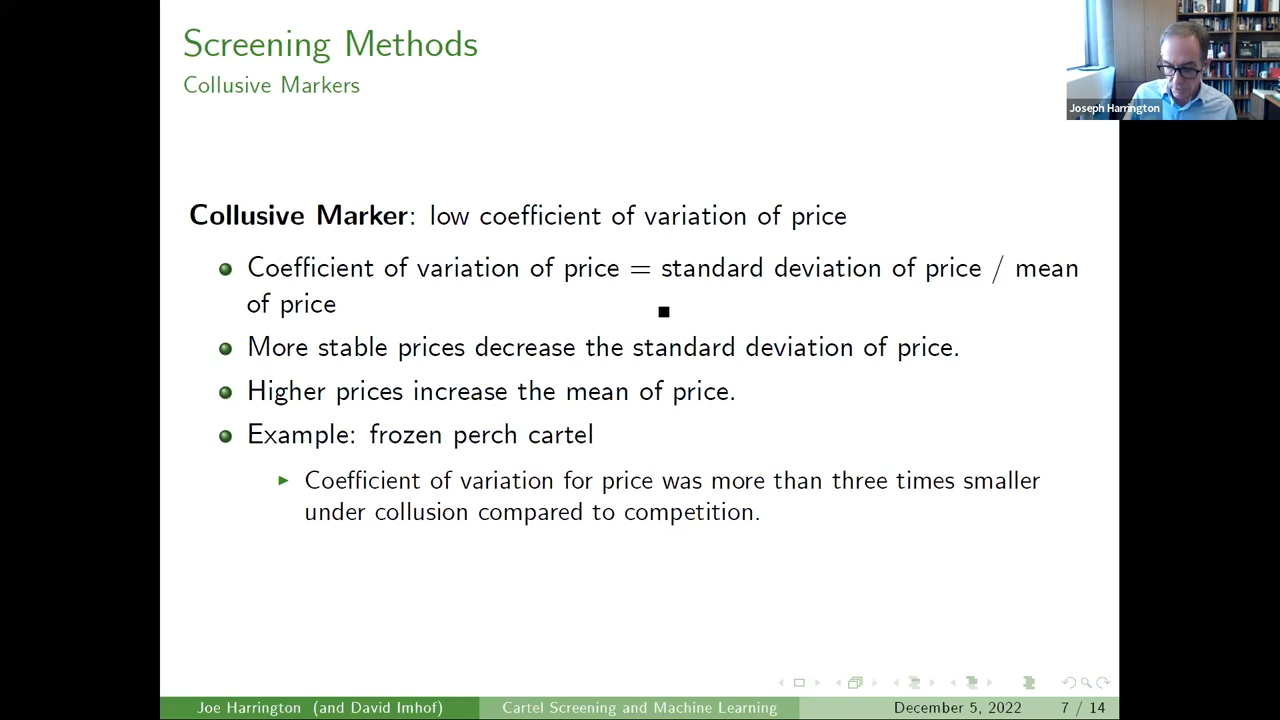 Screening Methods
Collusive Markers
Joseph Harrington
Collusive Marker: low coefficient of variation of price
Coefficient of variation of price = standard deviation of price / mean
of price
More stable prices decrease the standard deviation of price.
Higher prices increase the mean of price.
Example: frozen perch cartel
Coefficient of variation for price was more than three times smaller
under collusion compared to competition.
Joe Harrington (and David Imhof) Cartel Screening and Machine Learning December 5, 2022 7 / 14